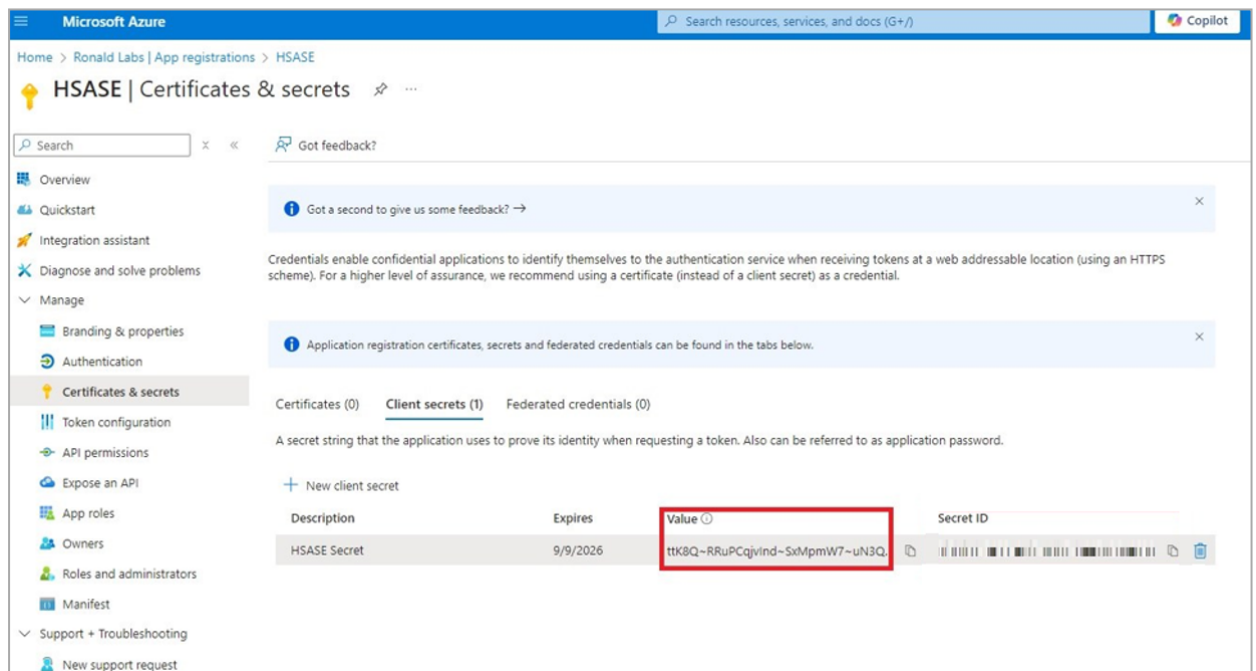 Microsoft Azure
Search resources, services, and docs (G+/)
Copilot
Home > Ronald Labs | App registrations > HSASE
HSASE | Certificates & secrets
Search
Got feedback?
Overview
Quickstart
Integration assistant
Diagnose and solve problems
Manage
Branding & properties
Authentication
Certificates & secrets
Token configuration
API permissions
Expose an API
App roles
Owners
Roles and administrators
Manifest
Support + Troubleshooting
New support request
Got a second to give us some feedback? →
Credentials enable confidential applications to identify themselves to the authentication service when receiving tokens at a web addressable location (using an HTTPS
scheme). For a higher level of assurance, we recommend using a certificate (instead of a client secret) as a credential.
Application registration certificates, secrets and federated credentials can be found in the tabs below.
Certificates (0) Client secrets (1) Federated credentials (0)
A secret string that the application uses to prove its identity when requesting a token. Also can be referred to as application password.
New client secret
Description Expires Value Secret ID
HSASE Secret 9/9/2026